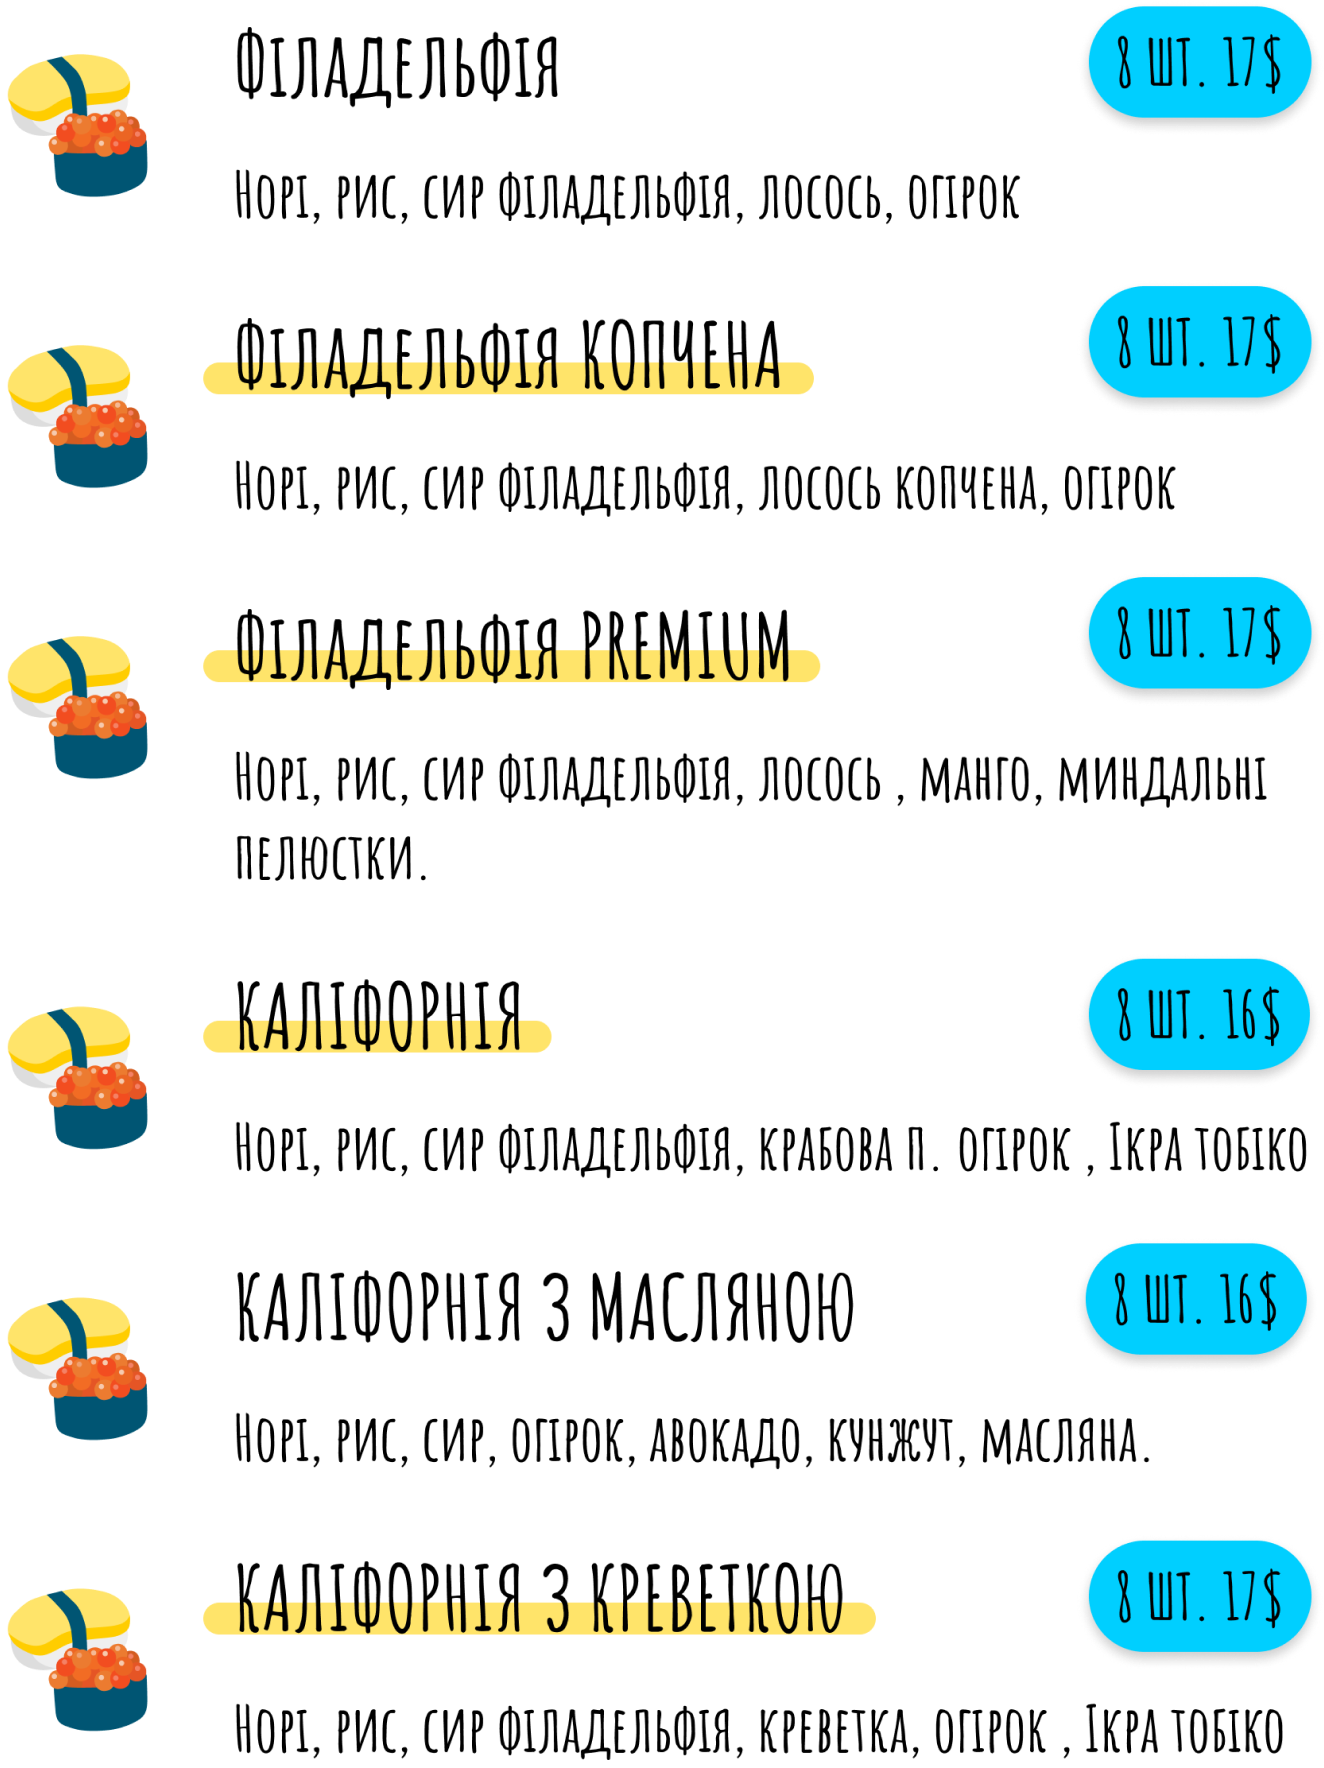 Філадельфія
8 шт. 17$
Норі, рис, сир філадельфія, лосось, огірок
Філадельфія КОПЧЕНА
8 шт. 17$
Норі, рис, сир філадельфія, лосось копчена, огірок
Філадельфія PREMIUM
8 шт. 17$
Норі, рис, сир філадельфія, лосось , манго, миндальні
пелюстки.
КАЛІФОРНІЯ
8 шт. 16$
Норі, рис, сир філадельфія, крабова п. огірок , Ікра тобіко
КАЛІФОРНІЯ З МАСЛЯНОЮ
8 шт. 16$
Норі, рис, сир, огірок, авокадо, кунжут, масляна.
КАЛІФОРНІЯ З КРЕВЕТКОЮ
8 шт. 17$
Норі, рис, сир філадельфія, креветка, огірок , Ікра тобіко